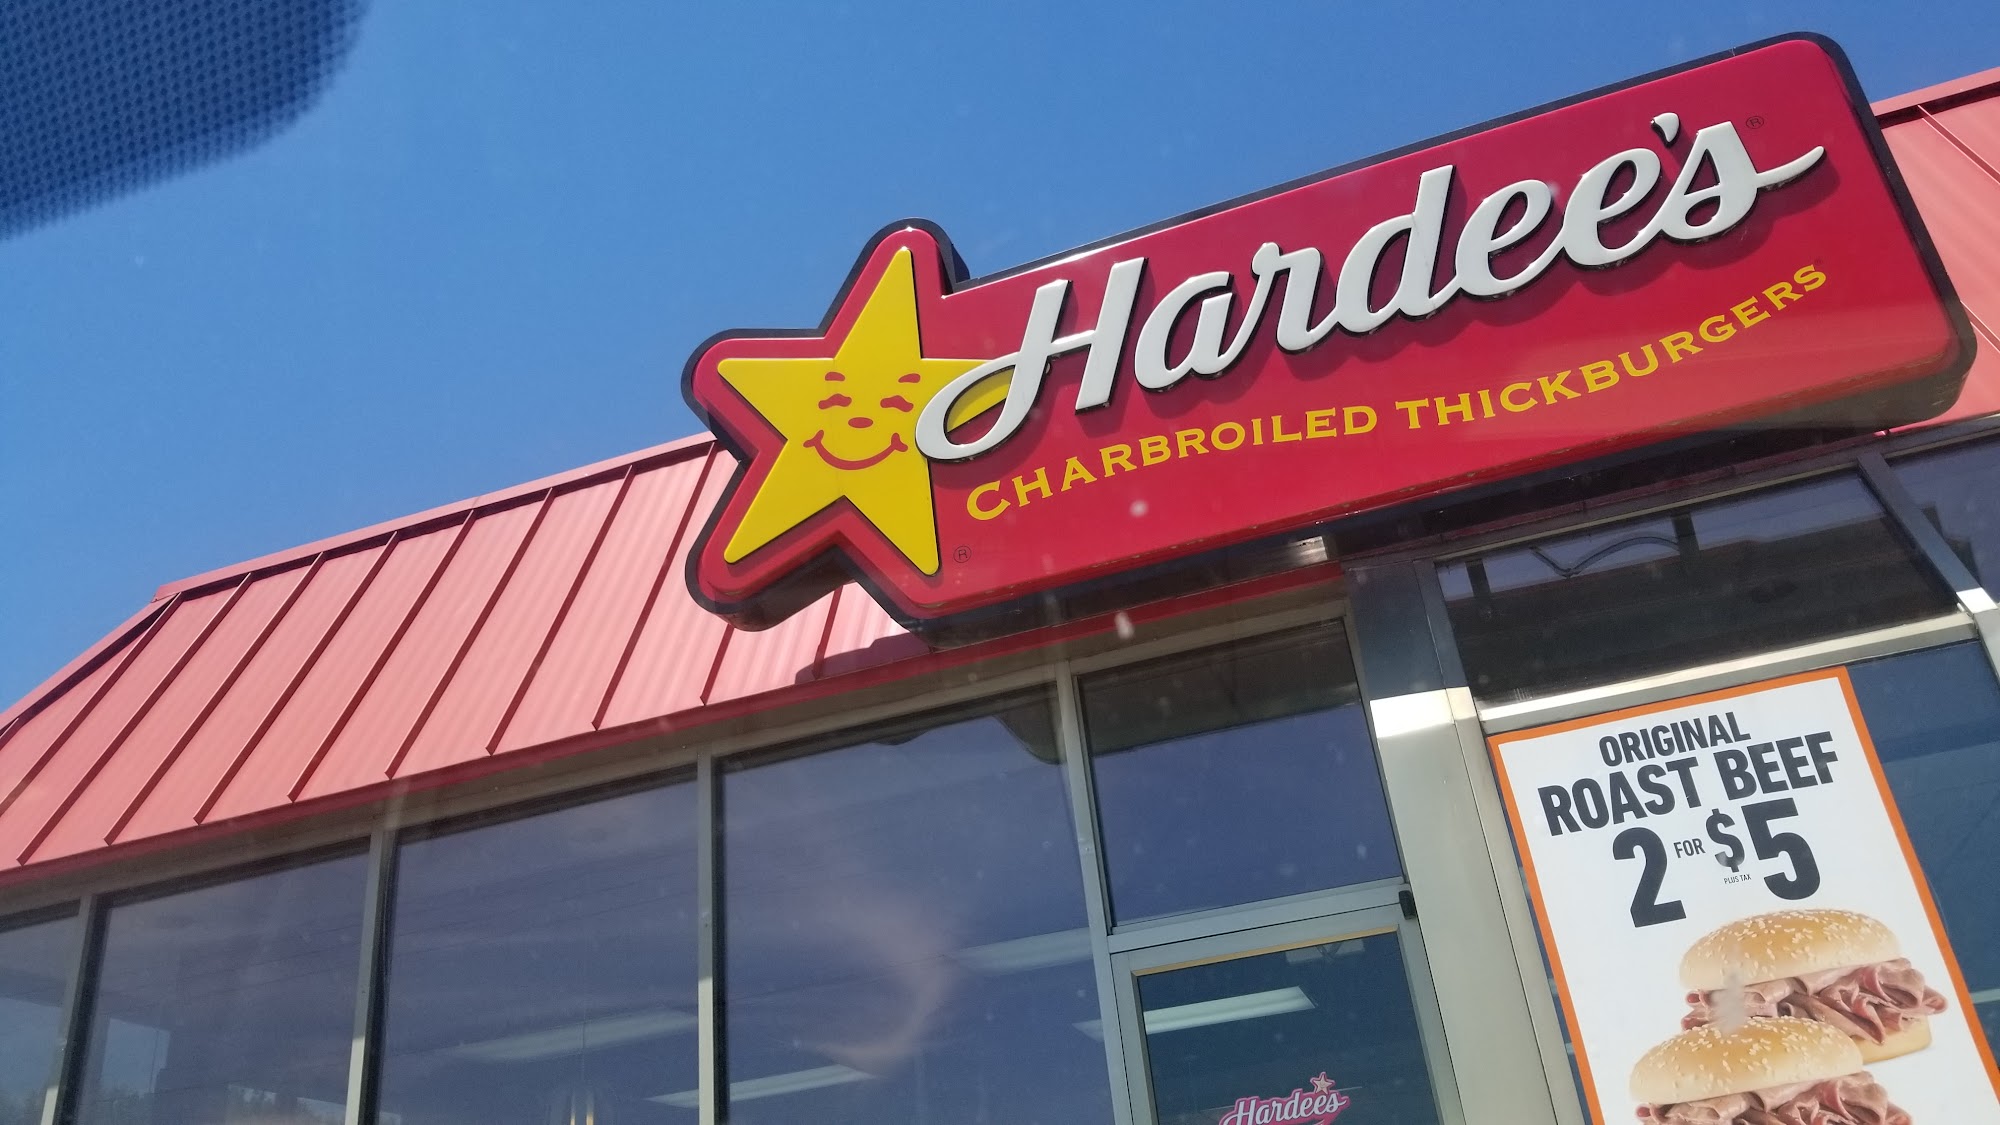 Hardee's®
CHARBROILED THICKBURGERS
®
ORIGINAL
ROAST BEEF
2 FOR $5
PLUS TAX
Hardee's